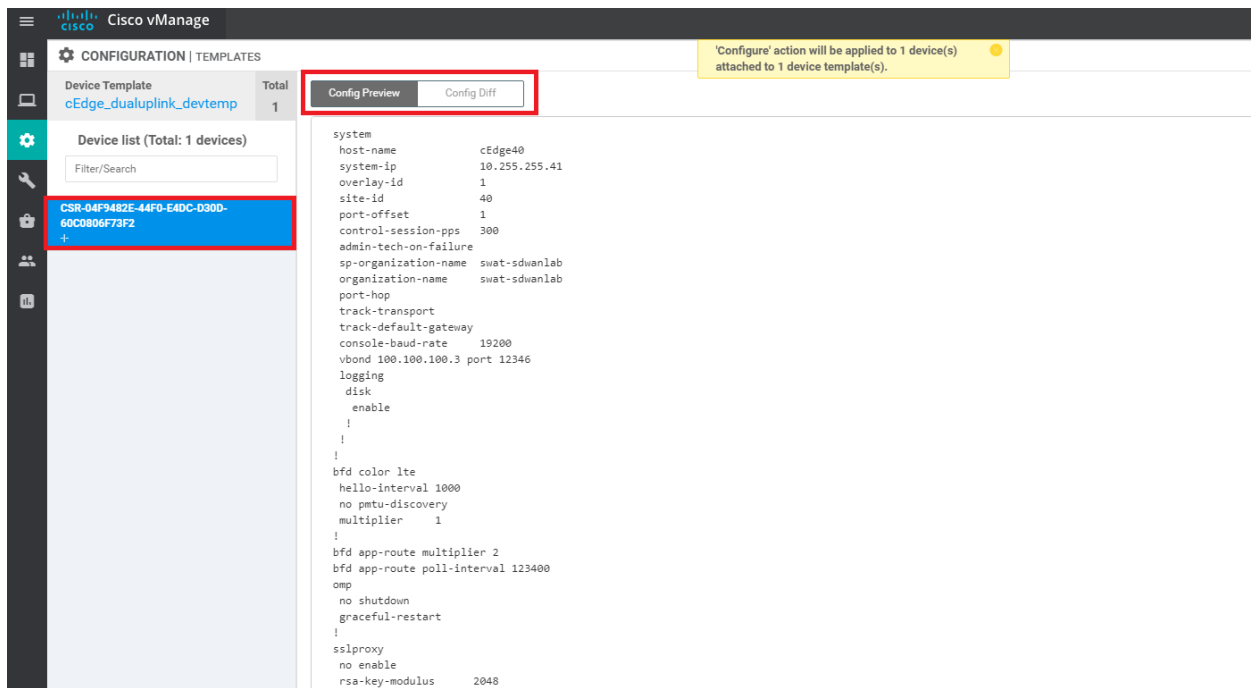 cisco Cisco vManage
CONFIGURATION | TEMPLATES
'Configure' action will be applied to 1 device(s)
attached to 1 device template(s).
Device Template Total
cEdge_dualuplink_devtemp 1
Device list (Total: 1 devices)
Filter/Search
CSR-04F9482E-44F0-E4DC-D30D-
60C0806F73F2
+
Config Preview Config Diff
system
host-name cEdge40
system-ip 10.255.255.41
overlay-id 1
site-id 40
port-offset 1
control-session-pps 300
admin-tech-on-failure
sp-organization-name swat-sdwanlab
organization-name swat-sdwanlab
port-hop
track-transport
track-default-gateway
console-baud-rate 19200
vbond 100.100.100.3 port 12346
logging
disk
enable
!
!
!
bfd color lte
hello-interval 1000
no pmtu-discovery
multiplier 1
!
bfd app-route multiplier 2
bfd app-route poll-interval 123400
omp
no shutdown
graceful-restart
!
sslproxy
no enable
rsa-key-modulus 2048